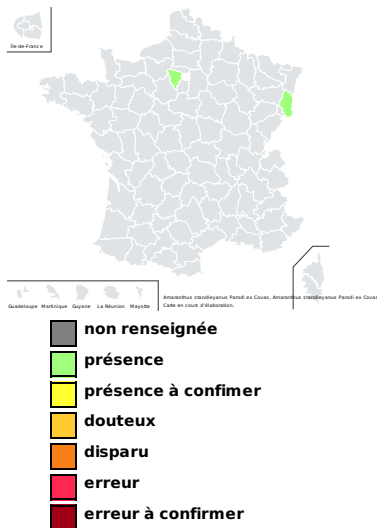 Île-de-France
Guadeloupe Martinique Guyane La Réunion Mayotte
Amaranthus standleyanus Parodi ex Covas, Amaranthus standleyanus Parodi ex Covas
Carte en cours d'élaboration.
non renseignée
présence
présence à confimer
douteux
disparu
erreur
erreur à confirmer